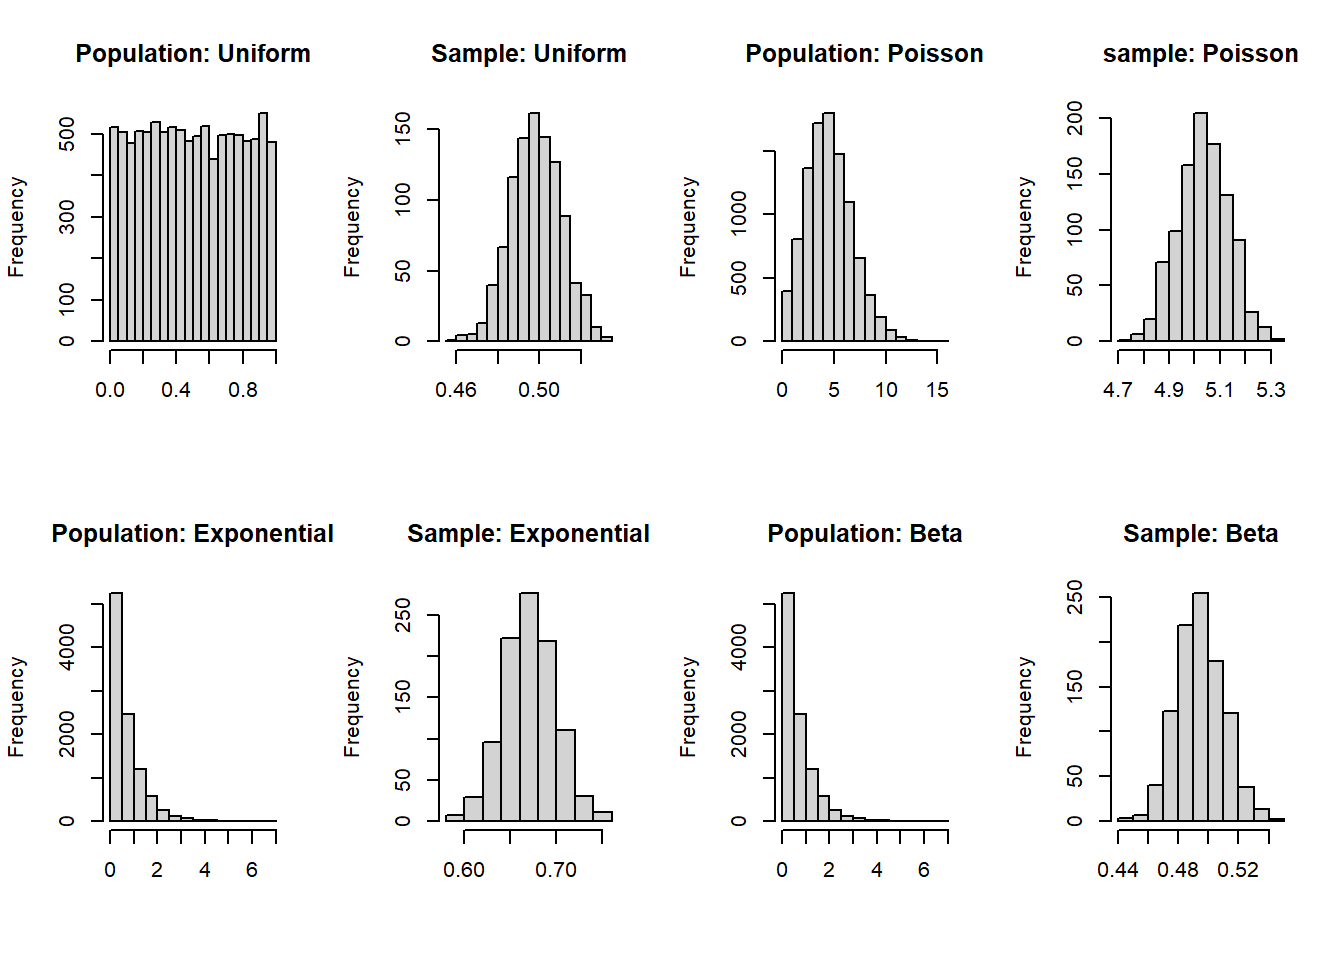 Population: Uniform
Frequency
0 100 300 500
0.0 0.4 0.8
Sample: Uniform
Frequency
0 50 100 150
0.46 0.50
Population: Poisson
Frequency
500 1000
0 5 10 15
sample: Poisson
Frequency
0 50 100 150 200
4.7 4.9 5.1 5.3
Population: Exponential
Frequency
0 2000 4000
0 2 4 6
Sample: Exponential
Frequency
0 50 150 250
0.60 0.70
Population: Beta
Frequency
0 2000 4000
0 2 4 6
Sample: Beta
Frequency
0 50 150 250
0.44 0.48 0.52